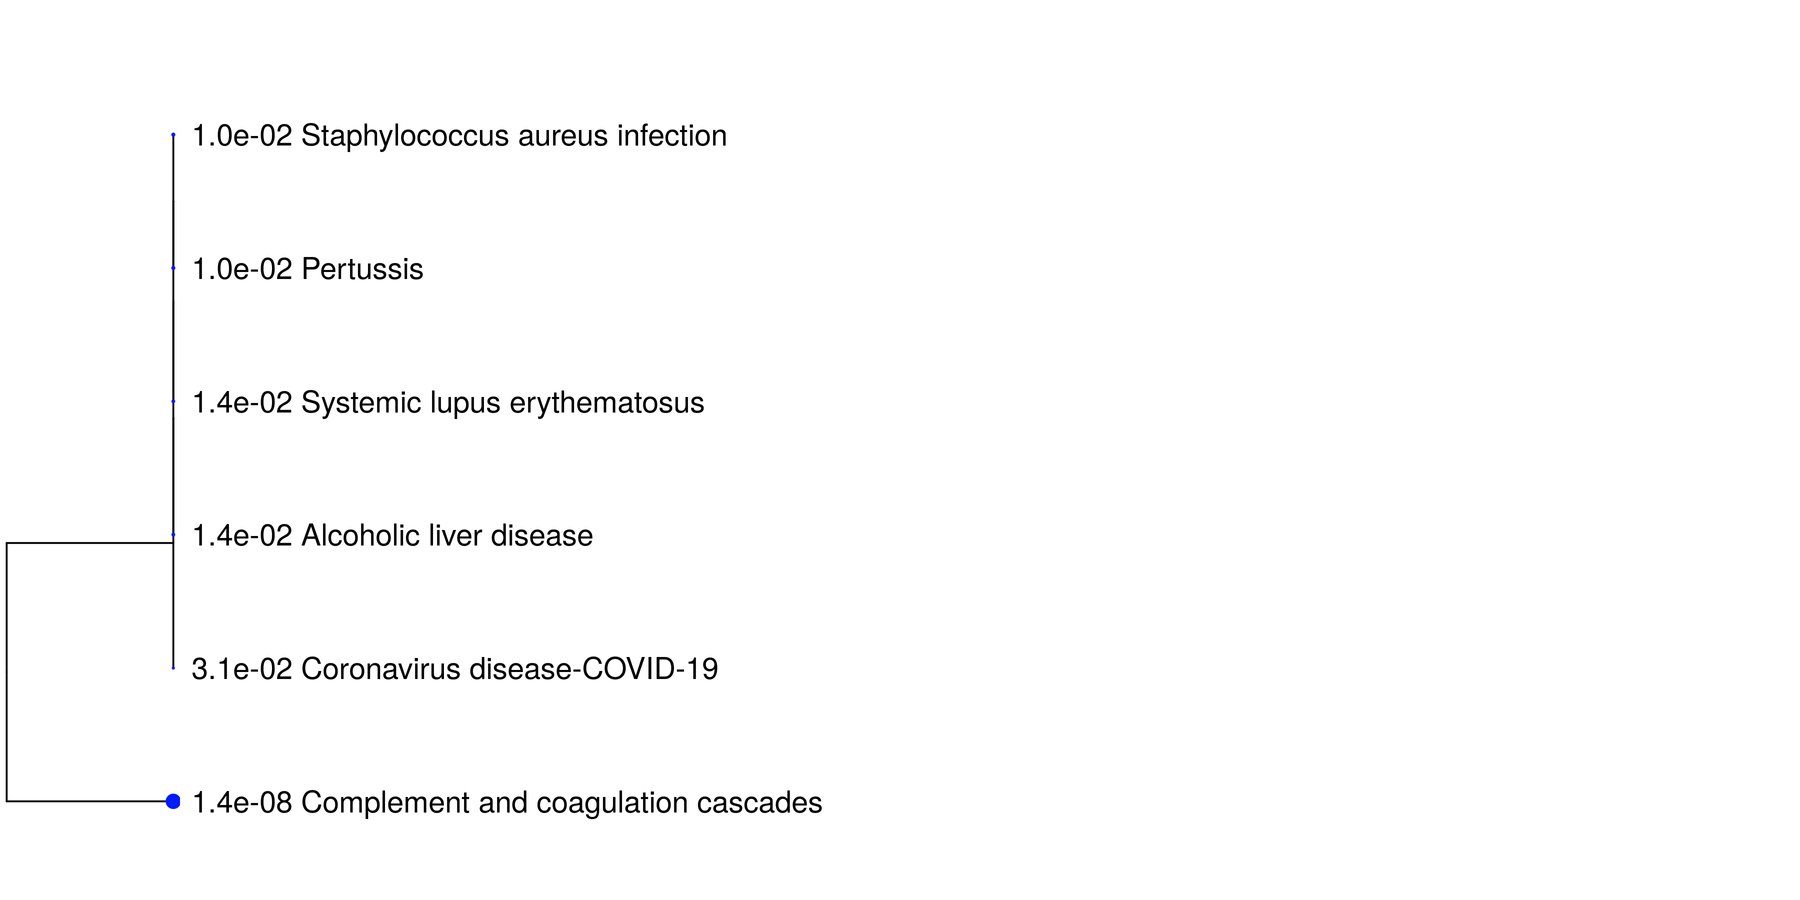 1.0e-02 Staphylococcus aureus infection
1.0e-02 Pertussis
1.4e-02 Systemic lupus erythematosus
1.4e-02 Alcoholic liver disease
3.1e-02 Coronavirus disease-COVID-19
1.4e-08 Complement and coagulation cascades